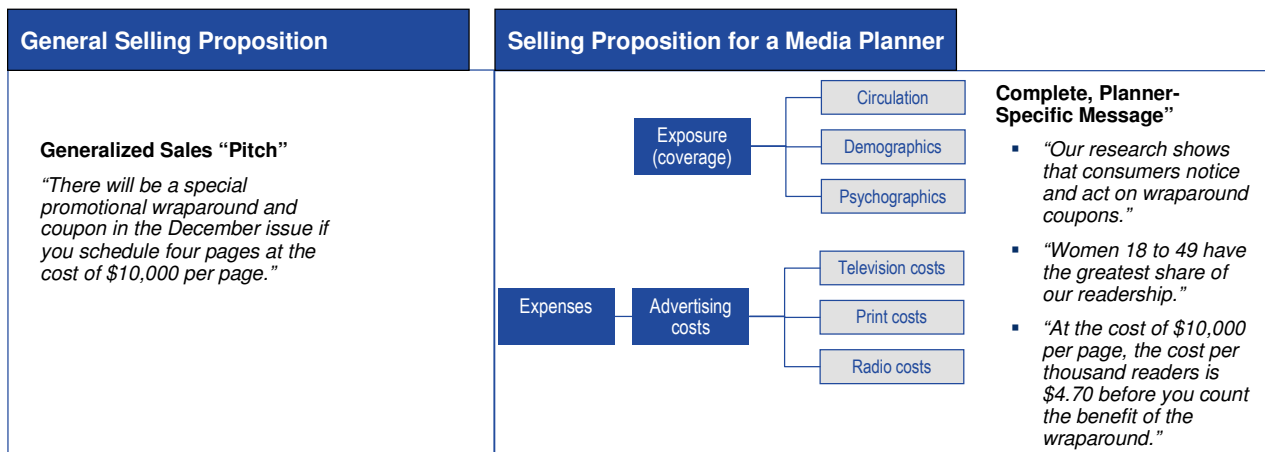 General Selling Proposition
Selling Proposition for a Media Planner
Generalized Sales “Pitch”
“There will be a special
promotional wraparound and
coupon in the December issue if
you schedule four pages at the
cost of $10,000 per page.”
Exposure
(coverage)
Circulation
Demographics
Psychographics
Expenses
Advertising
costs
Television costs
Print costs
Radio costs
Complete, Planner-
Specific Message”
▪ “Our research shows
that consumers notice
and act on wraparound
coupons.”
▪ “Women 18 to 49 have
the greatest share of
our readership.”
▪ “At the cost of $10,000
per page, the cost per
thousand readers is
$4.70 before you count
the benefit of the
wraparound.”